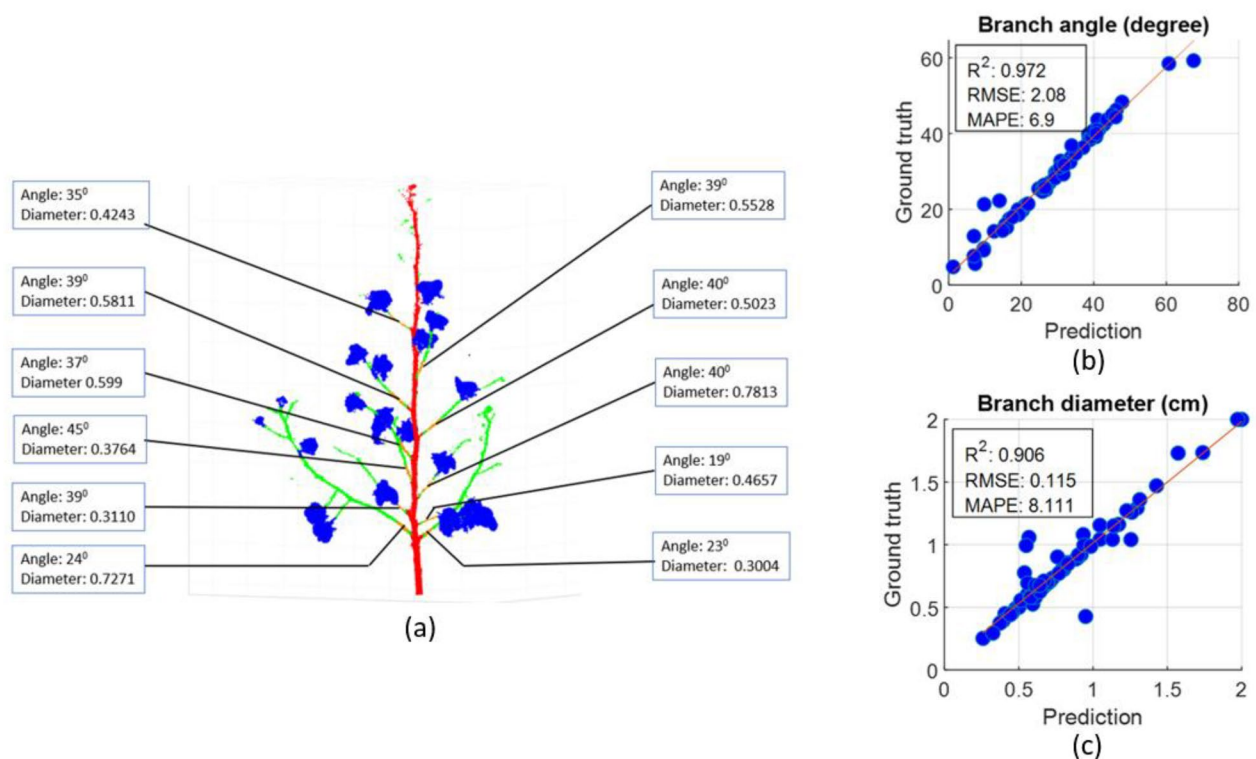 Angle: 35⁰
Diameter: 0.4243
Angle: 39⁰
Diameter: 0.5811
Angle: 37⁰
Diameter 0.599
Angle: 45⁰
Diameter: 0.3764
Angle: 39⁰
Diameter: 0.3110
Angle: 24⁰
Diameter: 0.7271
Angle: 39⁰
Diameter: 0.5528
Angle: 40⁰
Diameter: 0.5023
Angle: 40⁰
Diameter: 0.7813
Angle: 19⁰
Diameter: 0.4657
Angle: 23⁰
Diameter: 0.3004
(a)
Branch angle (degree)
R²: 0.972
RMSE: 2.08
MAPE: 6.9
Ground truth
60
40
20
0
0 20 40 60 80
Prediction
(b)
Branch diameter (cm)
R²: 0.906
RMSE: 0.115
MAPE: 8.111
Ground truth
2
1.5
1
0.5
0
0 0.5 1 1.5 2
Prediction
(c)